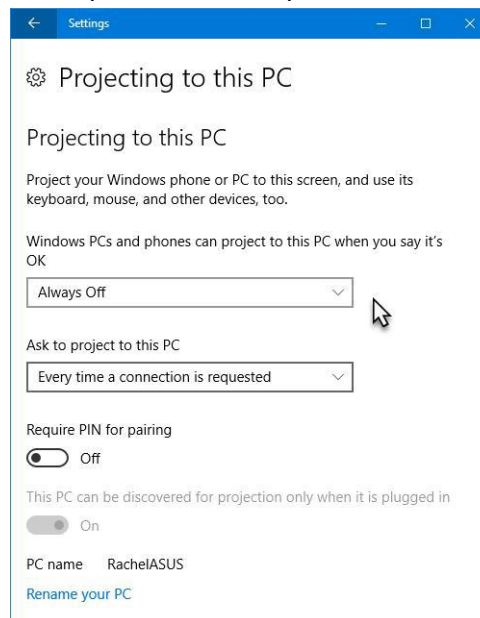 Settings
Projecting to this PC
Projecting to this PC
Project your Windows phone or PC to this screen, and use its
keyboard, mouse, and other devices, too.
Windows PCs and phones can project to this PC when you say it's
OK
Always Off
Ask to project to this PC
Every time a connection is requested
Require PIN for pairing
Off
This PC can be discovered for projection only when it is plugged in
On
PC name RachelASUS
Rename your PC